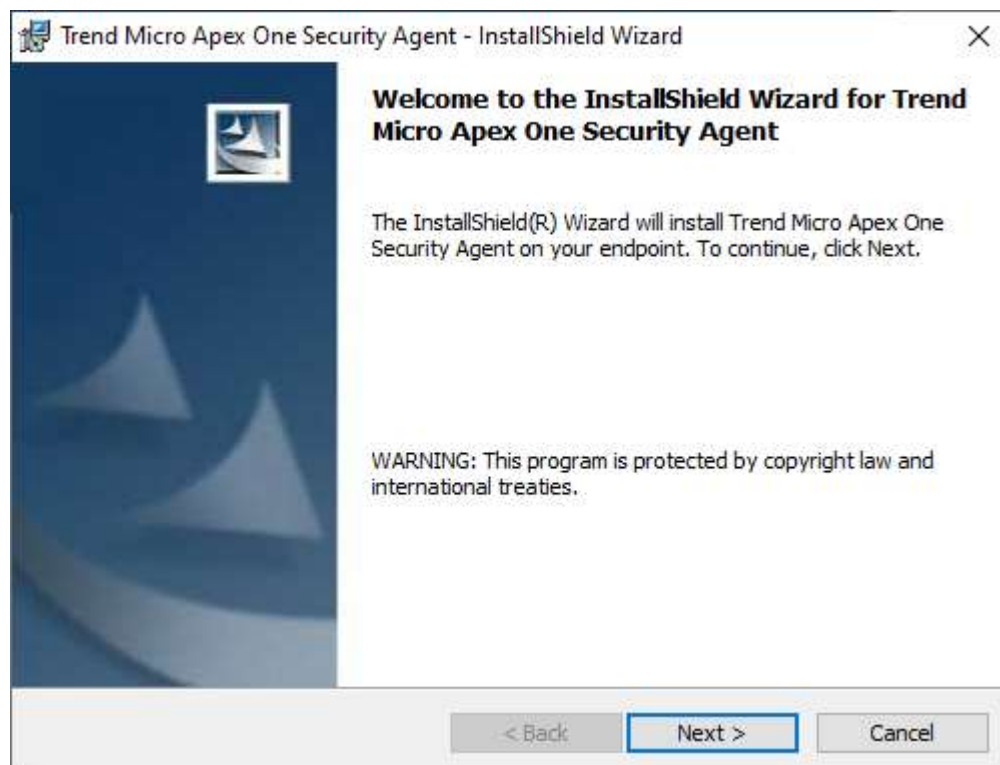 Trend Micro Apex One Security Agent - InstallShield Wizard
Welcome to the InstallShield Wizard for Trend
Micro Apex One Security Agent
The InstallShield(R) Wizard will install Trend Micro Apex One
Security Agent on your endpoint. To continue, click Next.
WARNING: This program is protected by copyright law and
international treaties.
< Back
Next >
Cancel